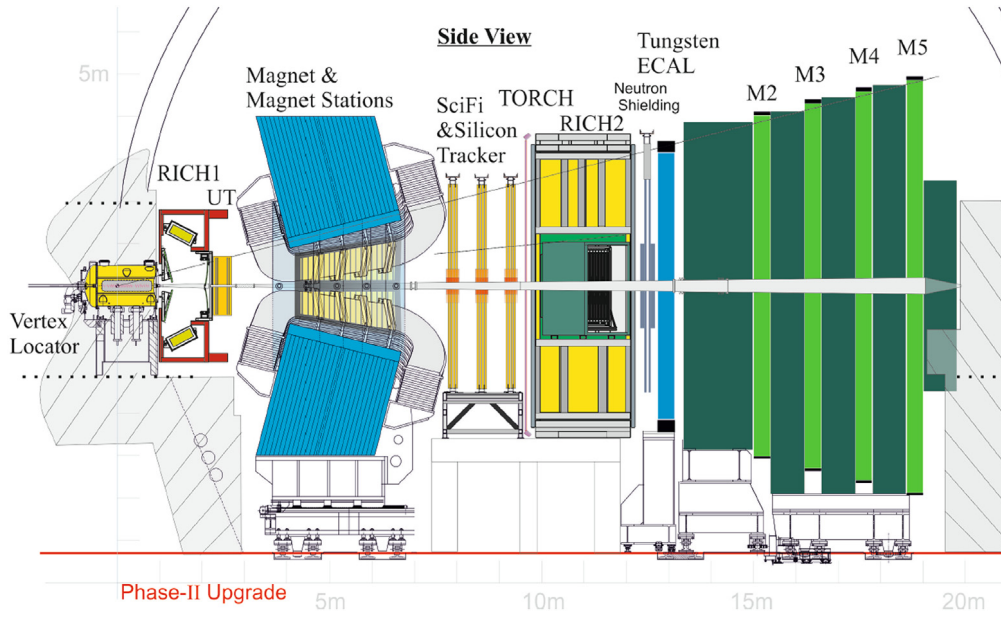 Side View
5m
Magnet &
Magnet Stations
SciFi
&Silicon
Tracker
TORCH
RICH2
Tungsten
ECAL
Neutron
Shielding
M2
M3
M4
M5
RICH1
UT
Vertex
Locator
Phase-II Upgrade
5m
10m
15m
20m